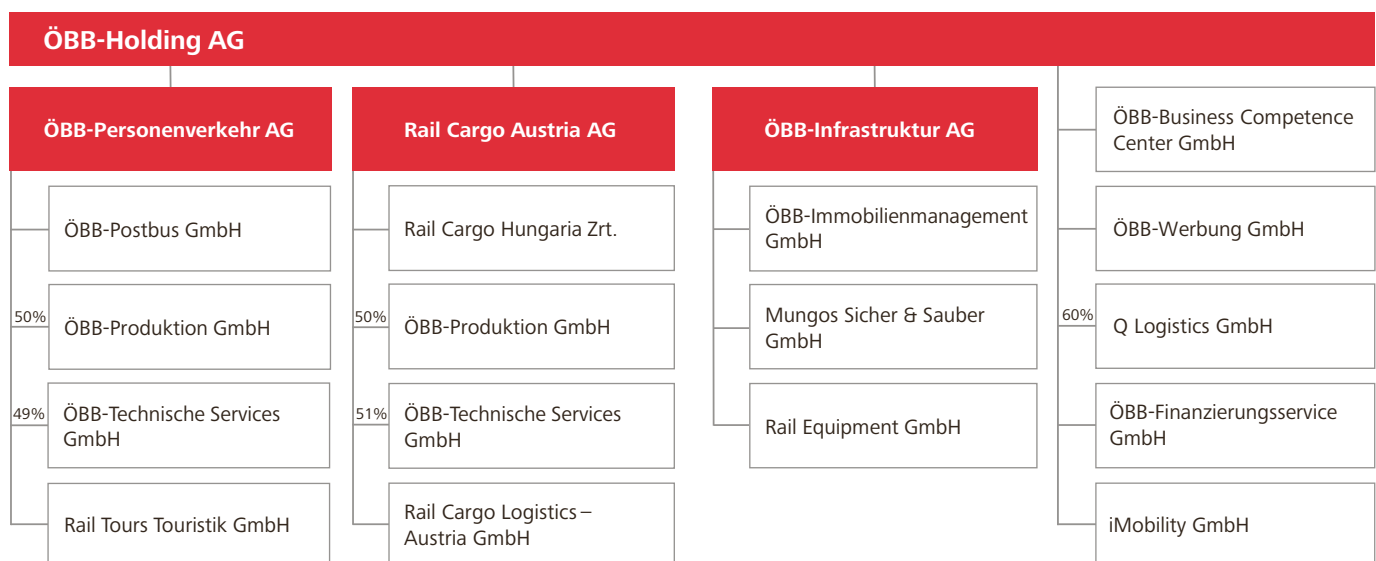 ÖBB-Holding AG
ÖBB-Personenverkehr AG
ÖBB-Postbus GmbH
50%
ÖBB-Produktion GmbH
49%
ÖBB-Technische Services
GmbH
Rail Tours Touristik GmbH
Rail Cargo Austria AG
Rail Cargo Hungaria Zrt.
50%
ÖBB-Produktion GmbH
51%
ÖBB-Technische Services
GmbH
Rail Cargo Logistics –
Austria GmbH
ÖBB-Infrastruktur AG
ÖBB-Immobilienmanagement
GmbH
Mungos Sicher & Sauber
GmbH
Rail Equipment GmbH
ÖBB-Business Competence
Center GmbH
ÖBB-Werbung GmbH
60%
Q Logistics GmbH
ÖBB-Finanzierungsservice
GmbH
iMobility GmbH